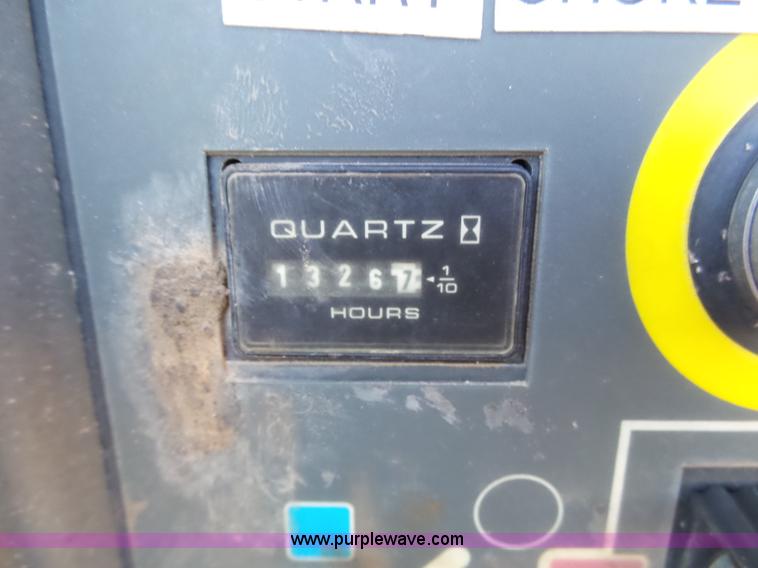 QUARTZ
1 3 2 6 7 1/10
HOURS
www.purplewave.com